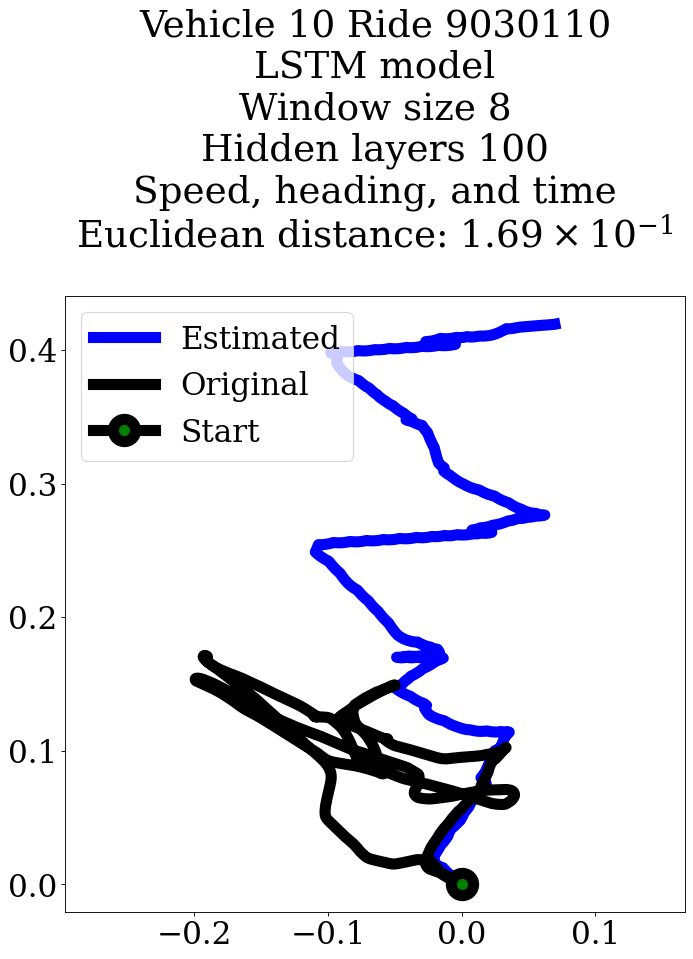 Vehicle 10 Ride 9030110
LSTM model
Window size 8
Hidden layers 100
Speed, heading, and time
Euclidean distance: 1.69 × 10⁻¹
Estimated
Original
Start
0.4
0.3
0.2
0.1
0.0
−0.2
−0.1
0.0
0.1